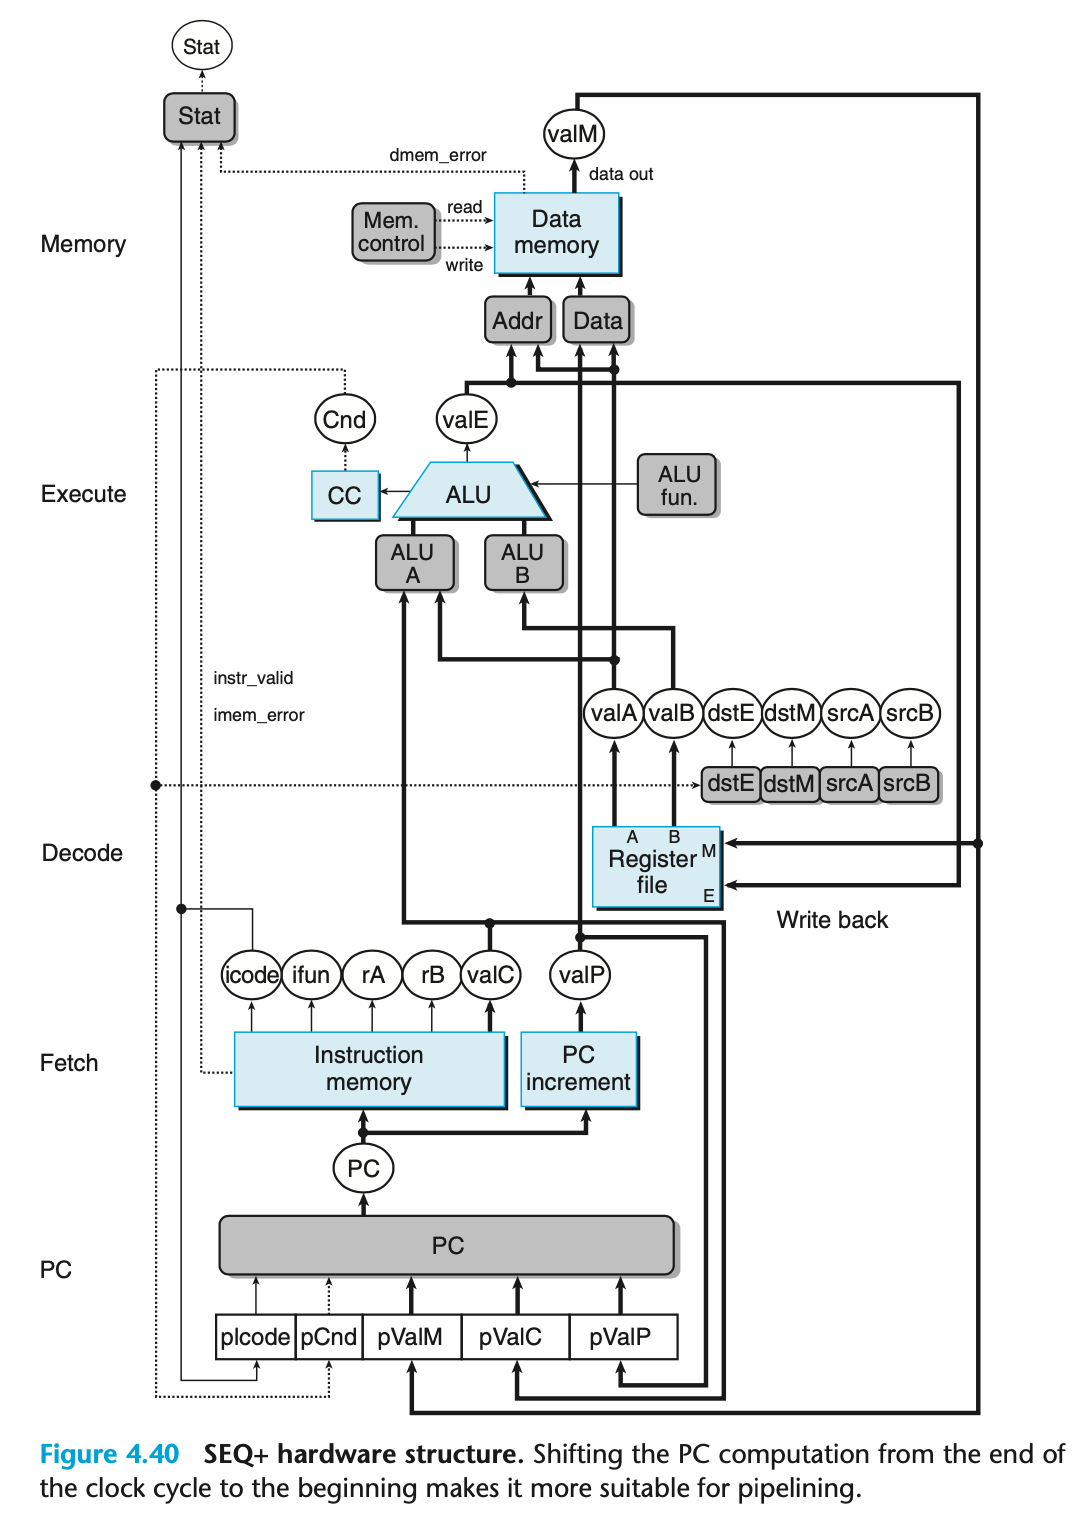 Stat
Stat
valM
dmem_error
data out
read
Mem.
control
write
Data
memory
Memory
Addr
Data
Cnd
valE
Execute
CC
ALU
ALU
fun.
ALU
A
ALU
B
instr_valid
imem_error
valA
valB
dstE
dstM
srcA
srcB
dstE
dstM
srcA
srcB
Decode
A
B
Register
file
M
E
Write back
icode
ifun
rA
rB
valC
valP
Fetch
Instruction
memory
PC
increment
PC
PC
PC
pIcode
pCnd
pValM
pValC
pValP
Figure 4.40 SEQ+ hardware structure. Shifting the PC computation from the end of
the clock cycle to the beginning makes it more suitable for pipelining.